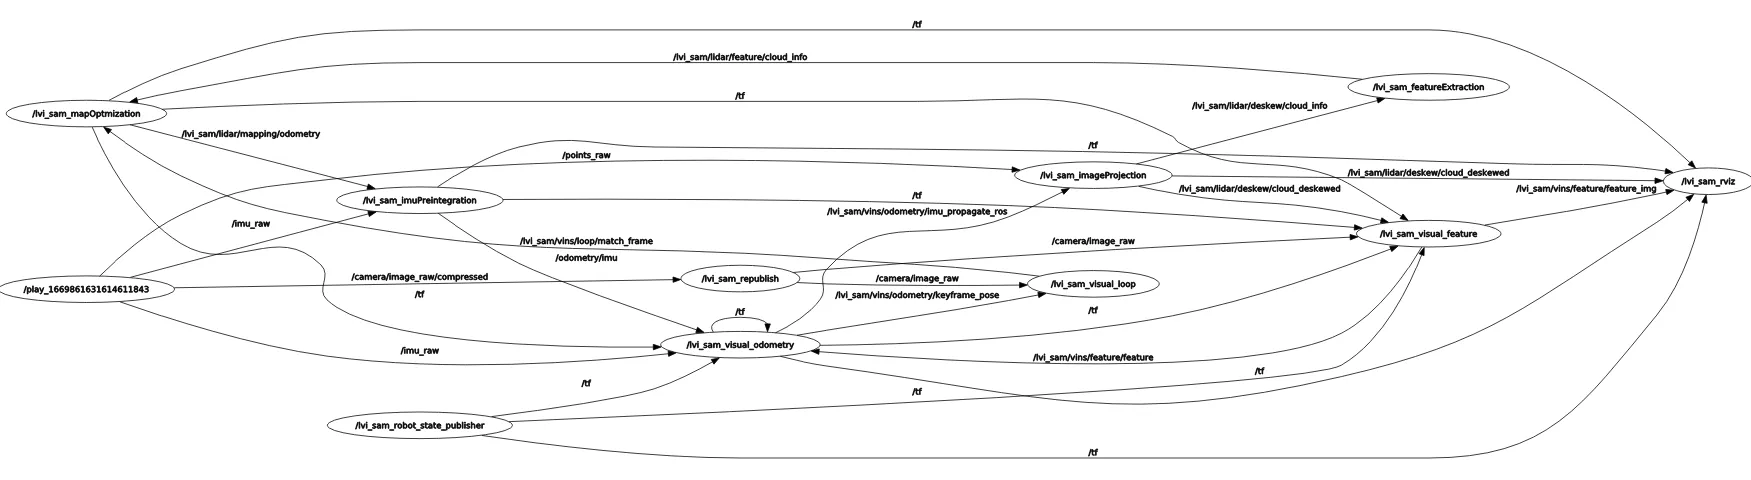 /tf
/lvi_sam/lidar/feature/cloud_info
/lvi_sam_featureExtraction
/tf
/lvi_sam/lidar/deskew/cloud_info
/lvi_sam_mapOptmization
/lvi_sam/lidar/mapping/odometry
/tf
/points_raw
/lvi_sam_imageProjection
/lvi_sam/lidar/deskew/cloud_deskewed
/lvi_sam_rviz
/lvi_sam/lidar/deskew/cloud_deskewed
/lvi_sam/vins/feature/feature_img
/lvi_sam_imuPreintegration
/tf
/lvi_sam/vins/odometry/imu_propagate_ros
/imu_raw
/lvi_sam_visual_feature
/lvi_sam/vins/loop/match_frame
/camera/image_raw
/odometry/imu
/camera/image_raw/compressed
/lvi_sam_republish
/camera/image_raw
/lvi_sam_visual_loop
/play_1669861631614611843
/tf
/lvi_sam/vins/odometry/keyframe_pose
/tf
/tf
/lvi_sam_visual_odometry
/imu_raw
/lvi_sam/vins/feature/feature
/tf
/tf
/tf
/lvi_sam_robot_state_publisher
/tf